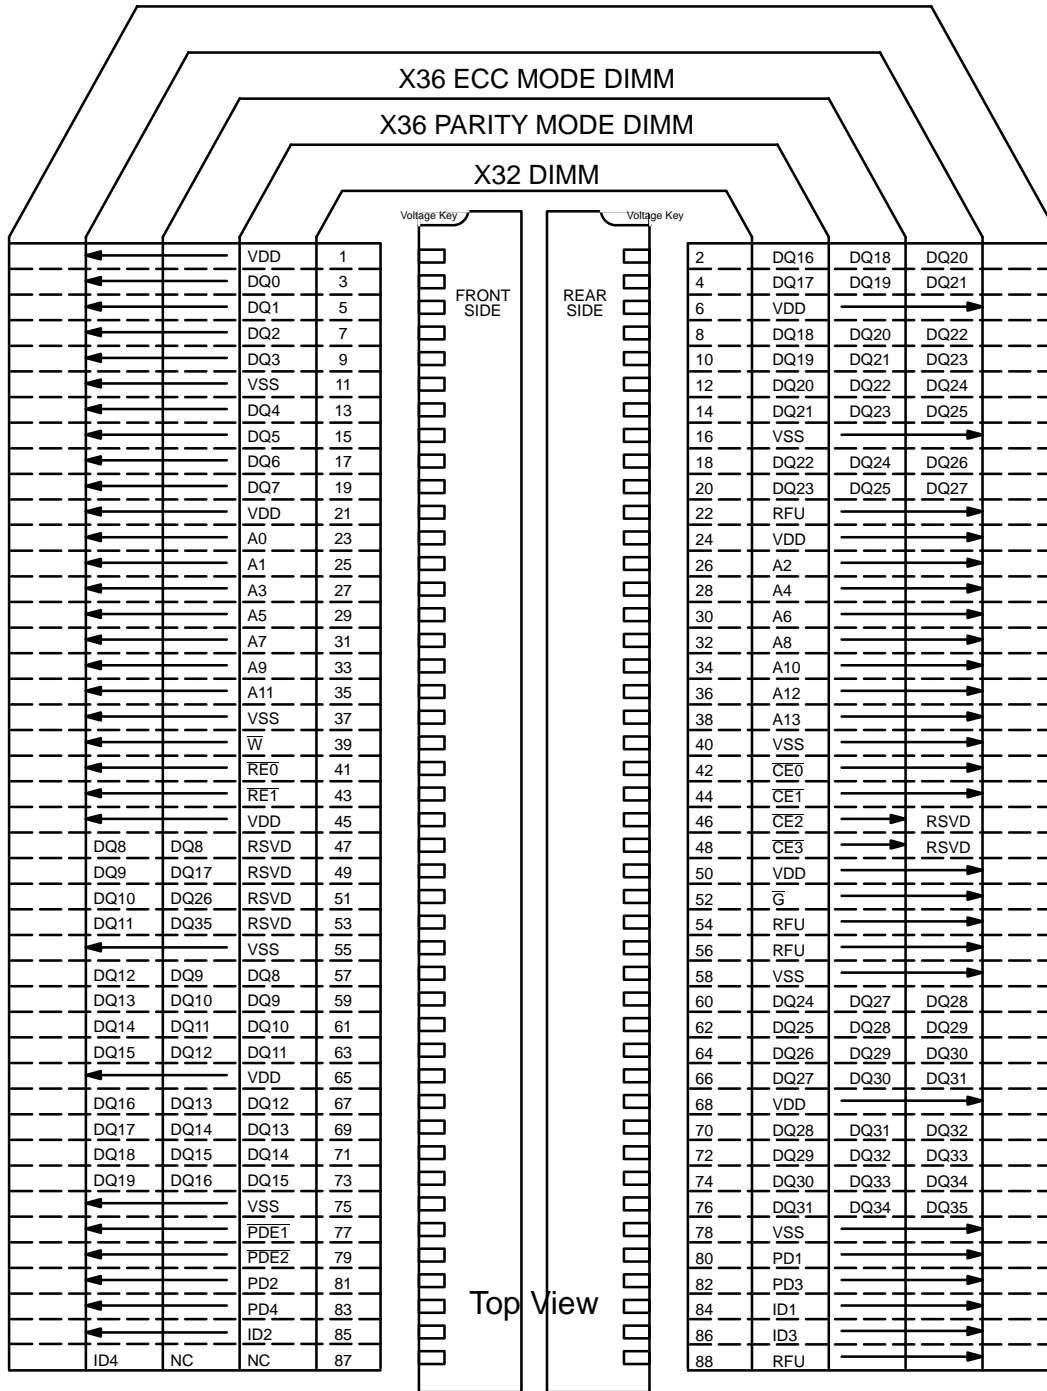 X36 ECC MODE DIMM
X36 PARITY MODE DIMM
X32 DIMM
Voltage Key Voltage Key
FRONT SIDE
REAR SIDE
VDD 1 2 DQ16 DQ18 DQ20
DQ0 3 4 DQ17 DQ19 DQ21
DQ1 5 6 VDD
DQ2 7 8 DQ18 DQ20 DQ22
DQ3 9 10 DQ19 DQ21 DQ23
VSS 11 12 DQ20 DQ22 DQ24
DQ4 13 14 DQ21 DQ23 DQ25
DQ5 15 16 VSS
DQ6 17 18 DQ22 DQ24 DQ26
DQ7 19 20 DQ23 DQ25 DQ27
VDD 21 22 RFU
A0 23 24 VDD
A1 25 26 A2
A3 27 28 A4
A5 29 30 A6
A7 31 32 A8
A9 33 34 A10
A11 35 36 A12
VSS 37 38 A13
W̅ 39 40 VSS
R̅E̅0̅ 41 42 C̅E̅0̅
R̅E̅1̅ 43 44 C̅E̅1̅
VDD 45 46 C̅E̅2̅ RSVD
DQ8 DQ8 RSVD 47 48 C̅E̅3̅ RSVD
DQ9 DQ17 RSVD 49 50 VDD
DQ10 DQ26 RSVD 51 52 G̅
DQ11 DQ35 RSVD 53 54 RFU
VSS 55 56 RFU
DQ12 DQ9 DQ8 57 58 VSS
DQ13 DQ10 DQ9 59 60 DQ24 DQ27 DQ28
DQ14 DQ11 DQ10 61 62 DQ25 DQ28 DQ29
DQ15 DQ12 DQ11 63 64 DQ26 DQ29 DQ30
VDD 65 66 DQ27 DQ30 DQ31
DQ16 DQ13 DQ12 67 68 VDD
DQ17 DQ14 DQ13 69 70 DQ28 DQ31 DQ32
DQ18 DQ15 DQ14 71 72 DQ29 DQ32 DQ33
DQ19 DQ16 DQ15 73 74 DQ30 DQ33 DQ34
VSS 75 76 DQ31 DQ34 DQ35
P̅D̅E̅1̅ 77 78 VSS
P̅D̅E̅2̅ 79 80 PD1
PD2 81 82 PD3
PD4 83 84 ID1
Top View
ID2 85 86 ID3
ID4 NC NC 87 88 RFU